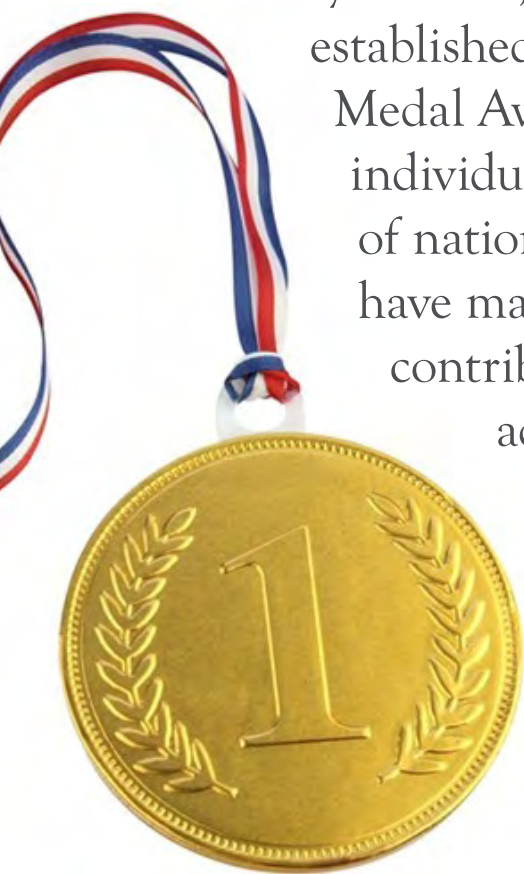 established
Medal Aw
individu
of nation
have ma
contrib
ac
1